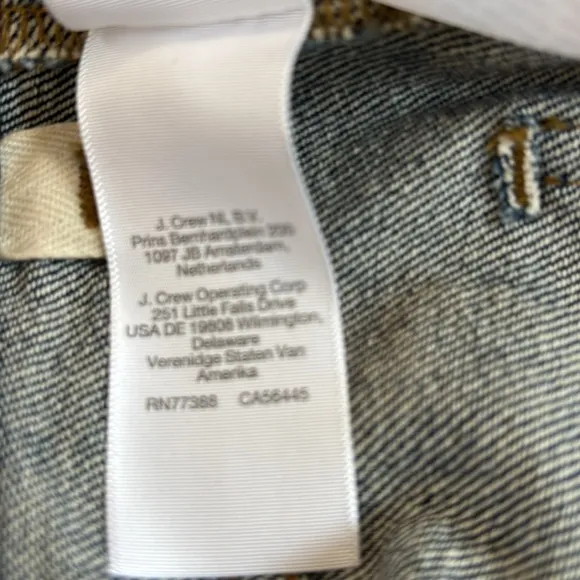 J. Crew NL B.V.
Prins Bernhardplein 200
1097 JB Amsterdam,
Netherlands
J. Crew Operating Corp
251 Little Falls Drive
USA DE 19808 Wilmington,
Delaware
Verenidge Staten Van
Amerika
RN77388 CA56445